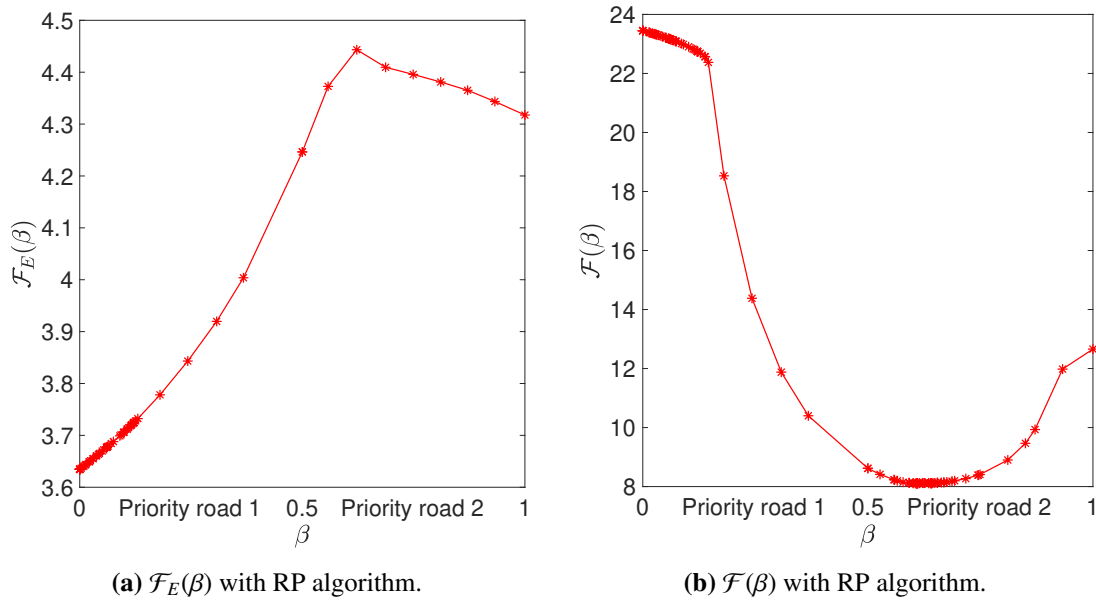 4.5
4.4
4.3
4.2
4.1
4
3.9
3.8
3.7
3.6
ℱ_E(β)
0 Priority road 1 0.5 Priority road 2 1
β
(a) ℱ_E(β) with RP algorithm.
24
22
20
18
16
14
12
10
8
ℱ(β)
0 Priority road 1 0.5 Priority road 2 1
β
(b) ℱ(β) with RP algorithm.